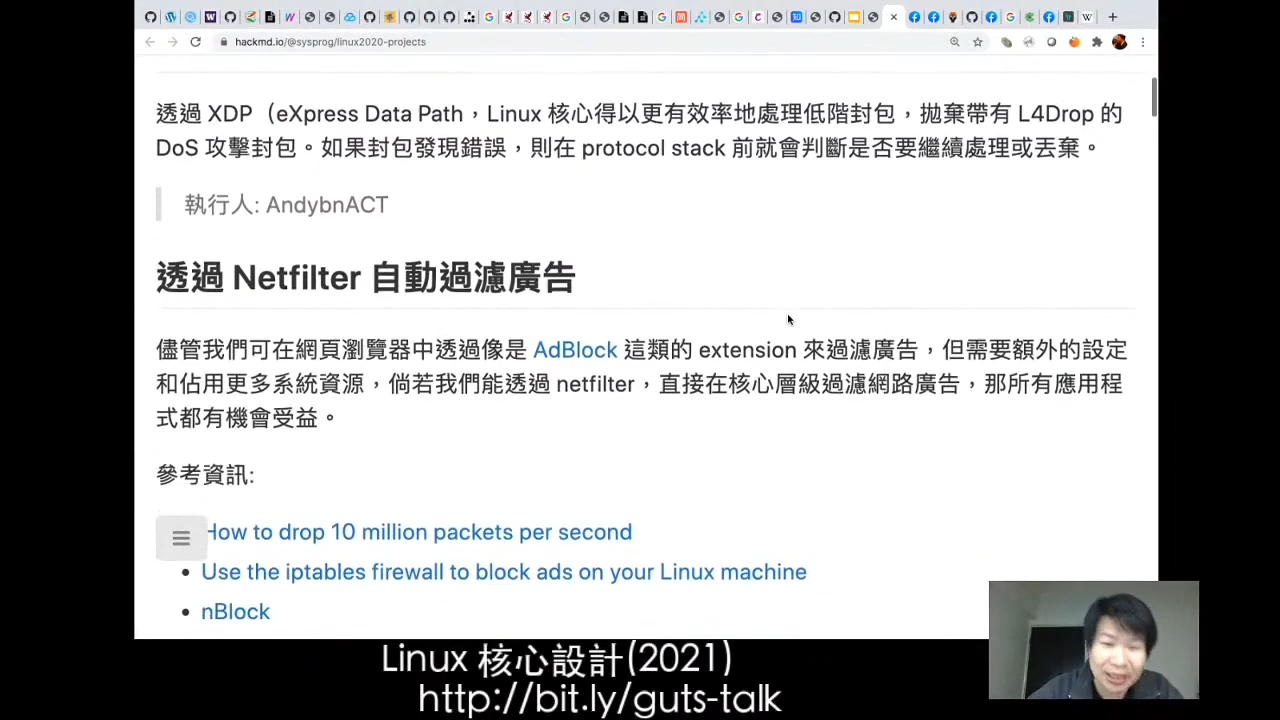 hackmd.io/@sysprog/linux2020-projects
透過 XDP（eXpress Data Path，Linux 核心得以更有效率地處理低階封包，拋棄帶有 L4Drop 的
DoS 攻擊封包。如果封包發現錯誤，則在 protocol stack 前就會判斷是否要繼續處理或丟棄。
執行人: AndybnACT
透過 Netfilter 自動過濾廣告
儘管我們可在網頁瀏覽器中透過像是 AdBlock 這類的 extension 來過濾廣告，但需要額外的設定
和佔用更多系統資源，倘若我們能透過 netfilter，直接在核心層級過濾網路廣告，那所有應用程
式都有機會受益。
參考資訊:
How to drop 10 million packets per second
Use the iptables firewall to block ads on your Linux machine
nBlock
Linux 核心設計(2021)
http://bit.ly/guts-talk